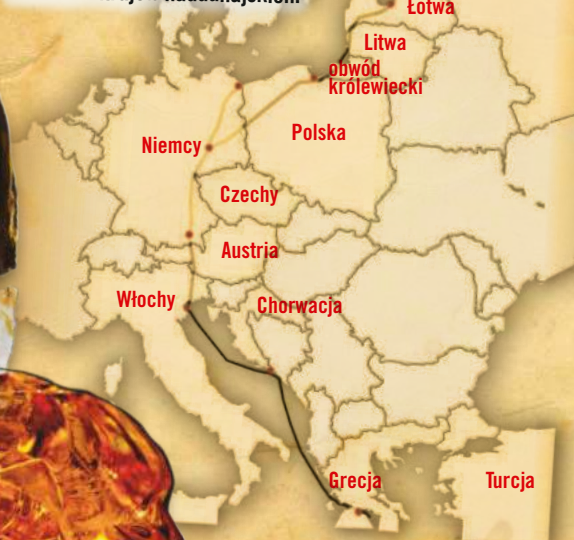 Łotwa
Litwa
obwód
królewiecki
Polska
Niemcy
Czechy
Austria
Włochy
Chorwacja
Grecja
Turcja